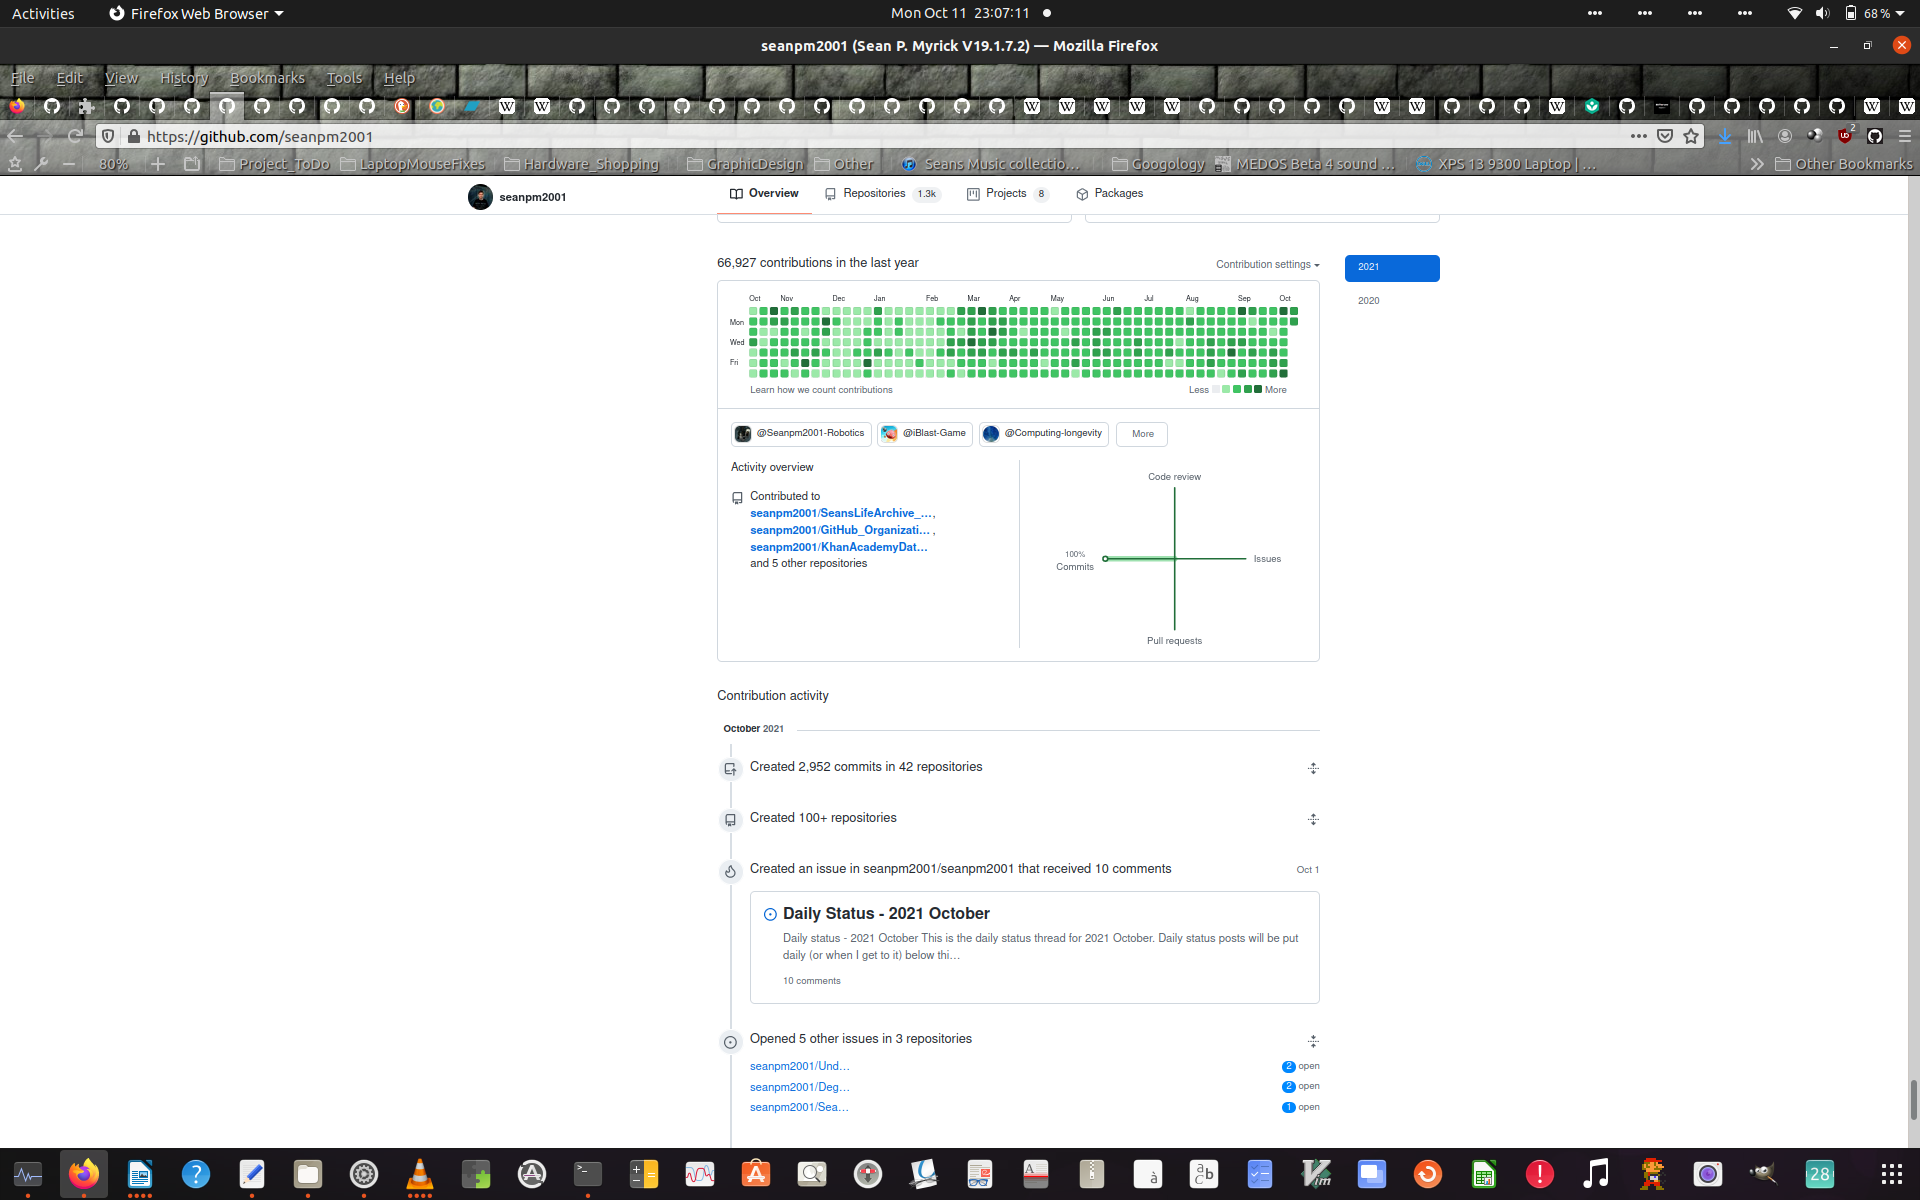 Activities
Firefox Web Browser
Mon Oct 11 23:07:11
68 %
seanpm2001 (Sean P. Myrick V19.1.7.2) — Mozilla Firefox
File Edit View History Bookmarks Tools Help
https://github.com/seanpm2001
2
80%
Project_ToDo
LaptopMouseFixes
Hardware_Shopping
GraphicDesign
Other
Seans Music collectio…
Googology
MEDOS Beta 4 sound …
XPS 13 9300 Laptop | …
Other Bookmarks
seanpm2001
Overview
Repositories 1.3k
Projects 8
Packages
66,927 contributions in the last year
Contribution settings
2021
2020
Oct Nov Dec Jan Feb Mar Apr May Jun Jul Aug Sep Oct
Mon
Wed
Fri
Learn how we count contributions
Less More
@Seanpm2001-Robotics
@iBlast-Game
@Computing-longevity
More
Activity overview
Contributed to
seanpm2001/SeansLifeArchive_…,
seanpm2001/GitHub_Organizati… ,
seanpm2001/KhanAcademyDat…
and 5 other repositories
Code review
100%
Commits
Issues
Pull requests
Contribution activity
October 2021
Created 2,952 commits in 42 repositories
Created 100+ repositories
Created an issue in seanpm2001/seanpm2001 that received 10 comments
Oct 1
Daily Status - 2021 October
Daily status - 2021 October This is the daily status thread for 2021 October. Daily status posts will be put
daily (or when I get to it) below thi…
10 comments
Opened 5 other issues in 3 repositories
seanpm2001/Und… 2 open
seanpm2001/Deg… 2 open
seanpm2001/Sea… 1 open
28